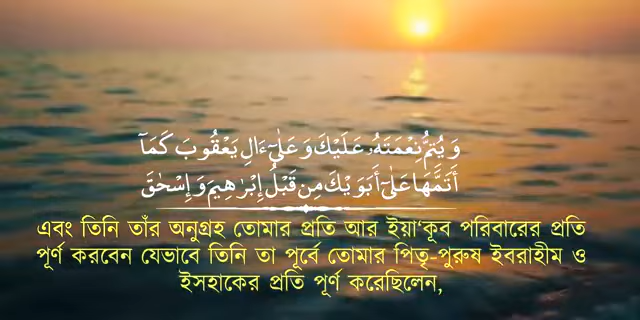 وَيُتِمُّ نِعْمَتَهُۥ عَلَيْكَ وَعَلَىٰٓ ءَالِ يَعْقُوبَ كَمَآ
أَتَمَّهَا عَلَىٰٓ أَبَوَيْكَ مِن قَبْلُ إِبْرَٰهِيمَ وَإِسْحَٰقَ
এবং তিনি তাঁর অনুগ্রহ তোমার প্রতি আর ইয়া‘কূব পরিবারের প্রতি
পূর্ণ করবেন যেভাবে তিনি তা পূর্বে তোমার পিতৃ-পুরুষ ইবরাহীম ও
ইসহাকের প্রতি পূর্ণ করেছিলেন,